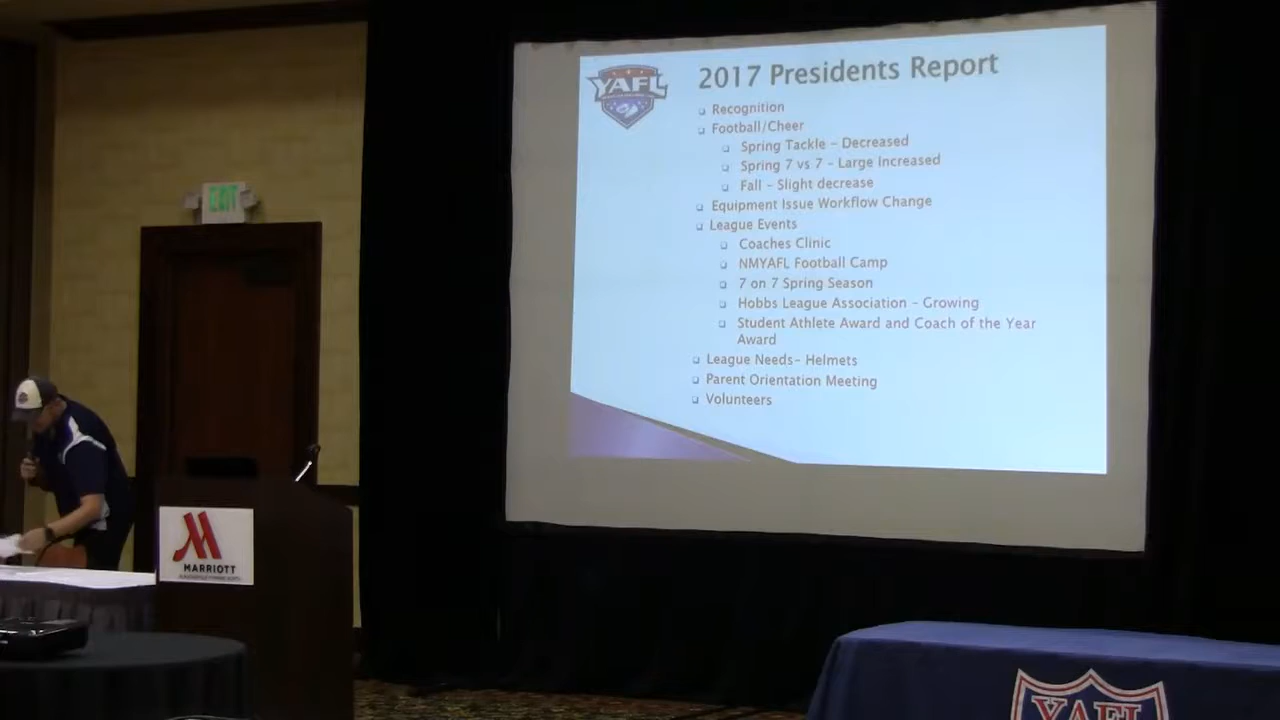 YAFL
2017 Presidents Report
Recognition
Football/Cheer
Spring Tackle – Decreased
Spring 7 vs 7 – Large Increased
Fall – Slight decrease
Equipment Issue Workflow Change
League Events
Coaches Clinic
NMYAFL Football Camp
7 on 7 Spring Season
Hobbs League Association – Growing
Student Athlete Award and Coach of the Year
Award
League Needs– Helmets
Parent Orientation Meeting
Volunteers
EXIT
MARRIOTT
YAFL